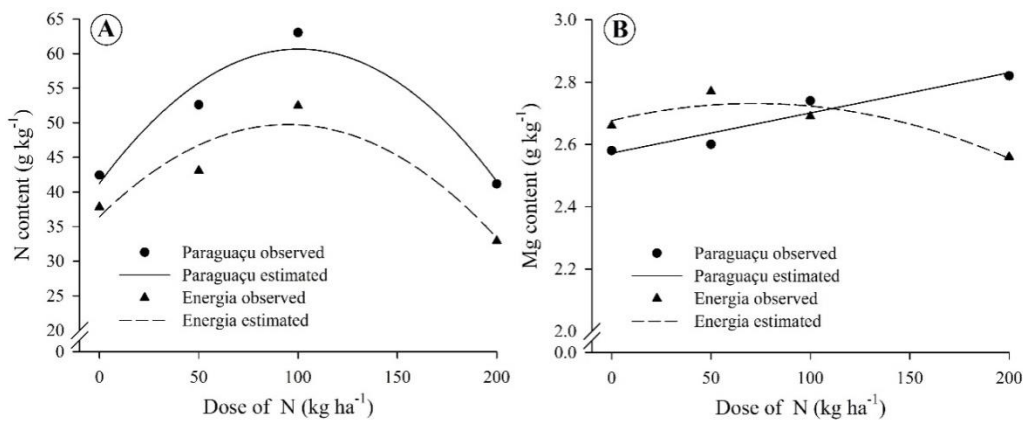 A
N content (g kg⁻¹)
65
60
55
50
45
40
35
30
25
20
0
Paraguaçu observed
Paraguaçu estimated
Energia observed
Energia estimated
0 50 100 150 200
Dose of N (kg ha⁻¹)
B
Mg content (g kg⁻¹)
3.0
2.8
2.6
2.4
2.2
2.0
0.0
Paraguaçu observed
Paraguaçu estimated
Energia observed
Energia estimated
0 50 100 150 200
Dose of N (kg ha⁻¹)